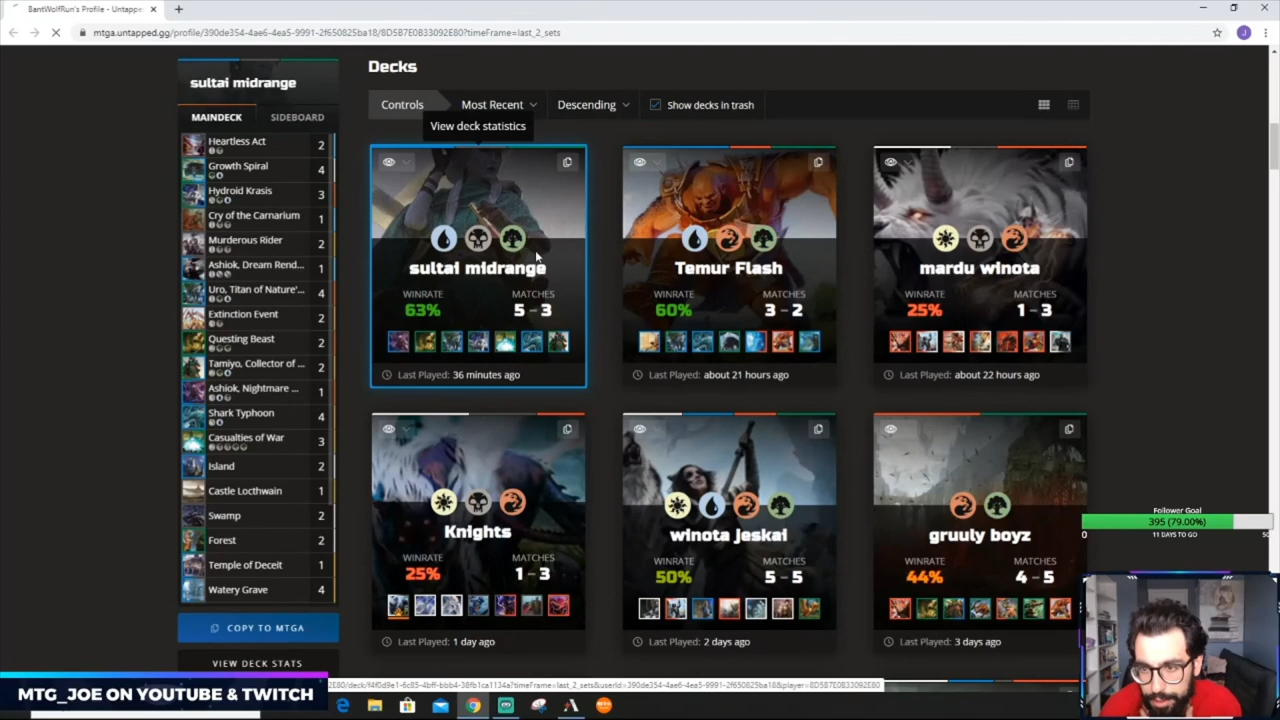 BantWolfRun's Profile - Untappe
mtga.untapped.gg/profile/390de354-4ae6-4ea5-9991-2f650825ba18/8D5B7E0B33092E80?timeFrame=last_2_sets
J
sultai midrange
MAINDECK SIDEBOARD
Heartless Act 2
Growth Spiral 4
Hydroid Krasis 3
Cry of the Carnarium 1
Murderous Rider 2
Ashiok, Dream Rend... 1
Uro, Titan of Nature'... 4
Extinction Event 2
Questing Beast 2
Tamiyo, Collector of ... 2
Ashiok, Nightmare ... 1
Shark Typhoon 4
Casualties of War 3
Island 2
Castle Locthwain 1
Swamp 2
Forest 2
Temple of Deceit 1
Watery Grave 4
COPY TO MTGA
VIEW DECK STATS
Decks
Controls Most Recent Descending Show decks in trash
View deck statistics
sultai midrange
WINRATE MATCHES
63% 5 - 3
Last Played: 36 minutes ago
Temur Flash
WINRATE MATCHES
60% 3 - 2
Last Played: about 21 hours ago
mardu winota
WINRATE MATCHES
25% 1 - 3
Last Played: about 22 hours ago
Knights
WINRATE MATCHES
25% 1 - 3
Last Played: 1 day ago
winota jeskai
WINRATE MATCHES
50% 5 - 5
Last Played: 2 days ago
gruuly boyz
WINRATE MATCHES
44% 4 - 5
Last Played: 3 days ago
Follower Goal
395 (79.00%)
0 11 DAYS TO GO
MTG_JOE ON YOUTUBE & TWITCH